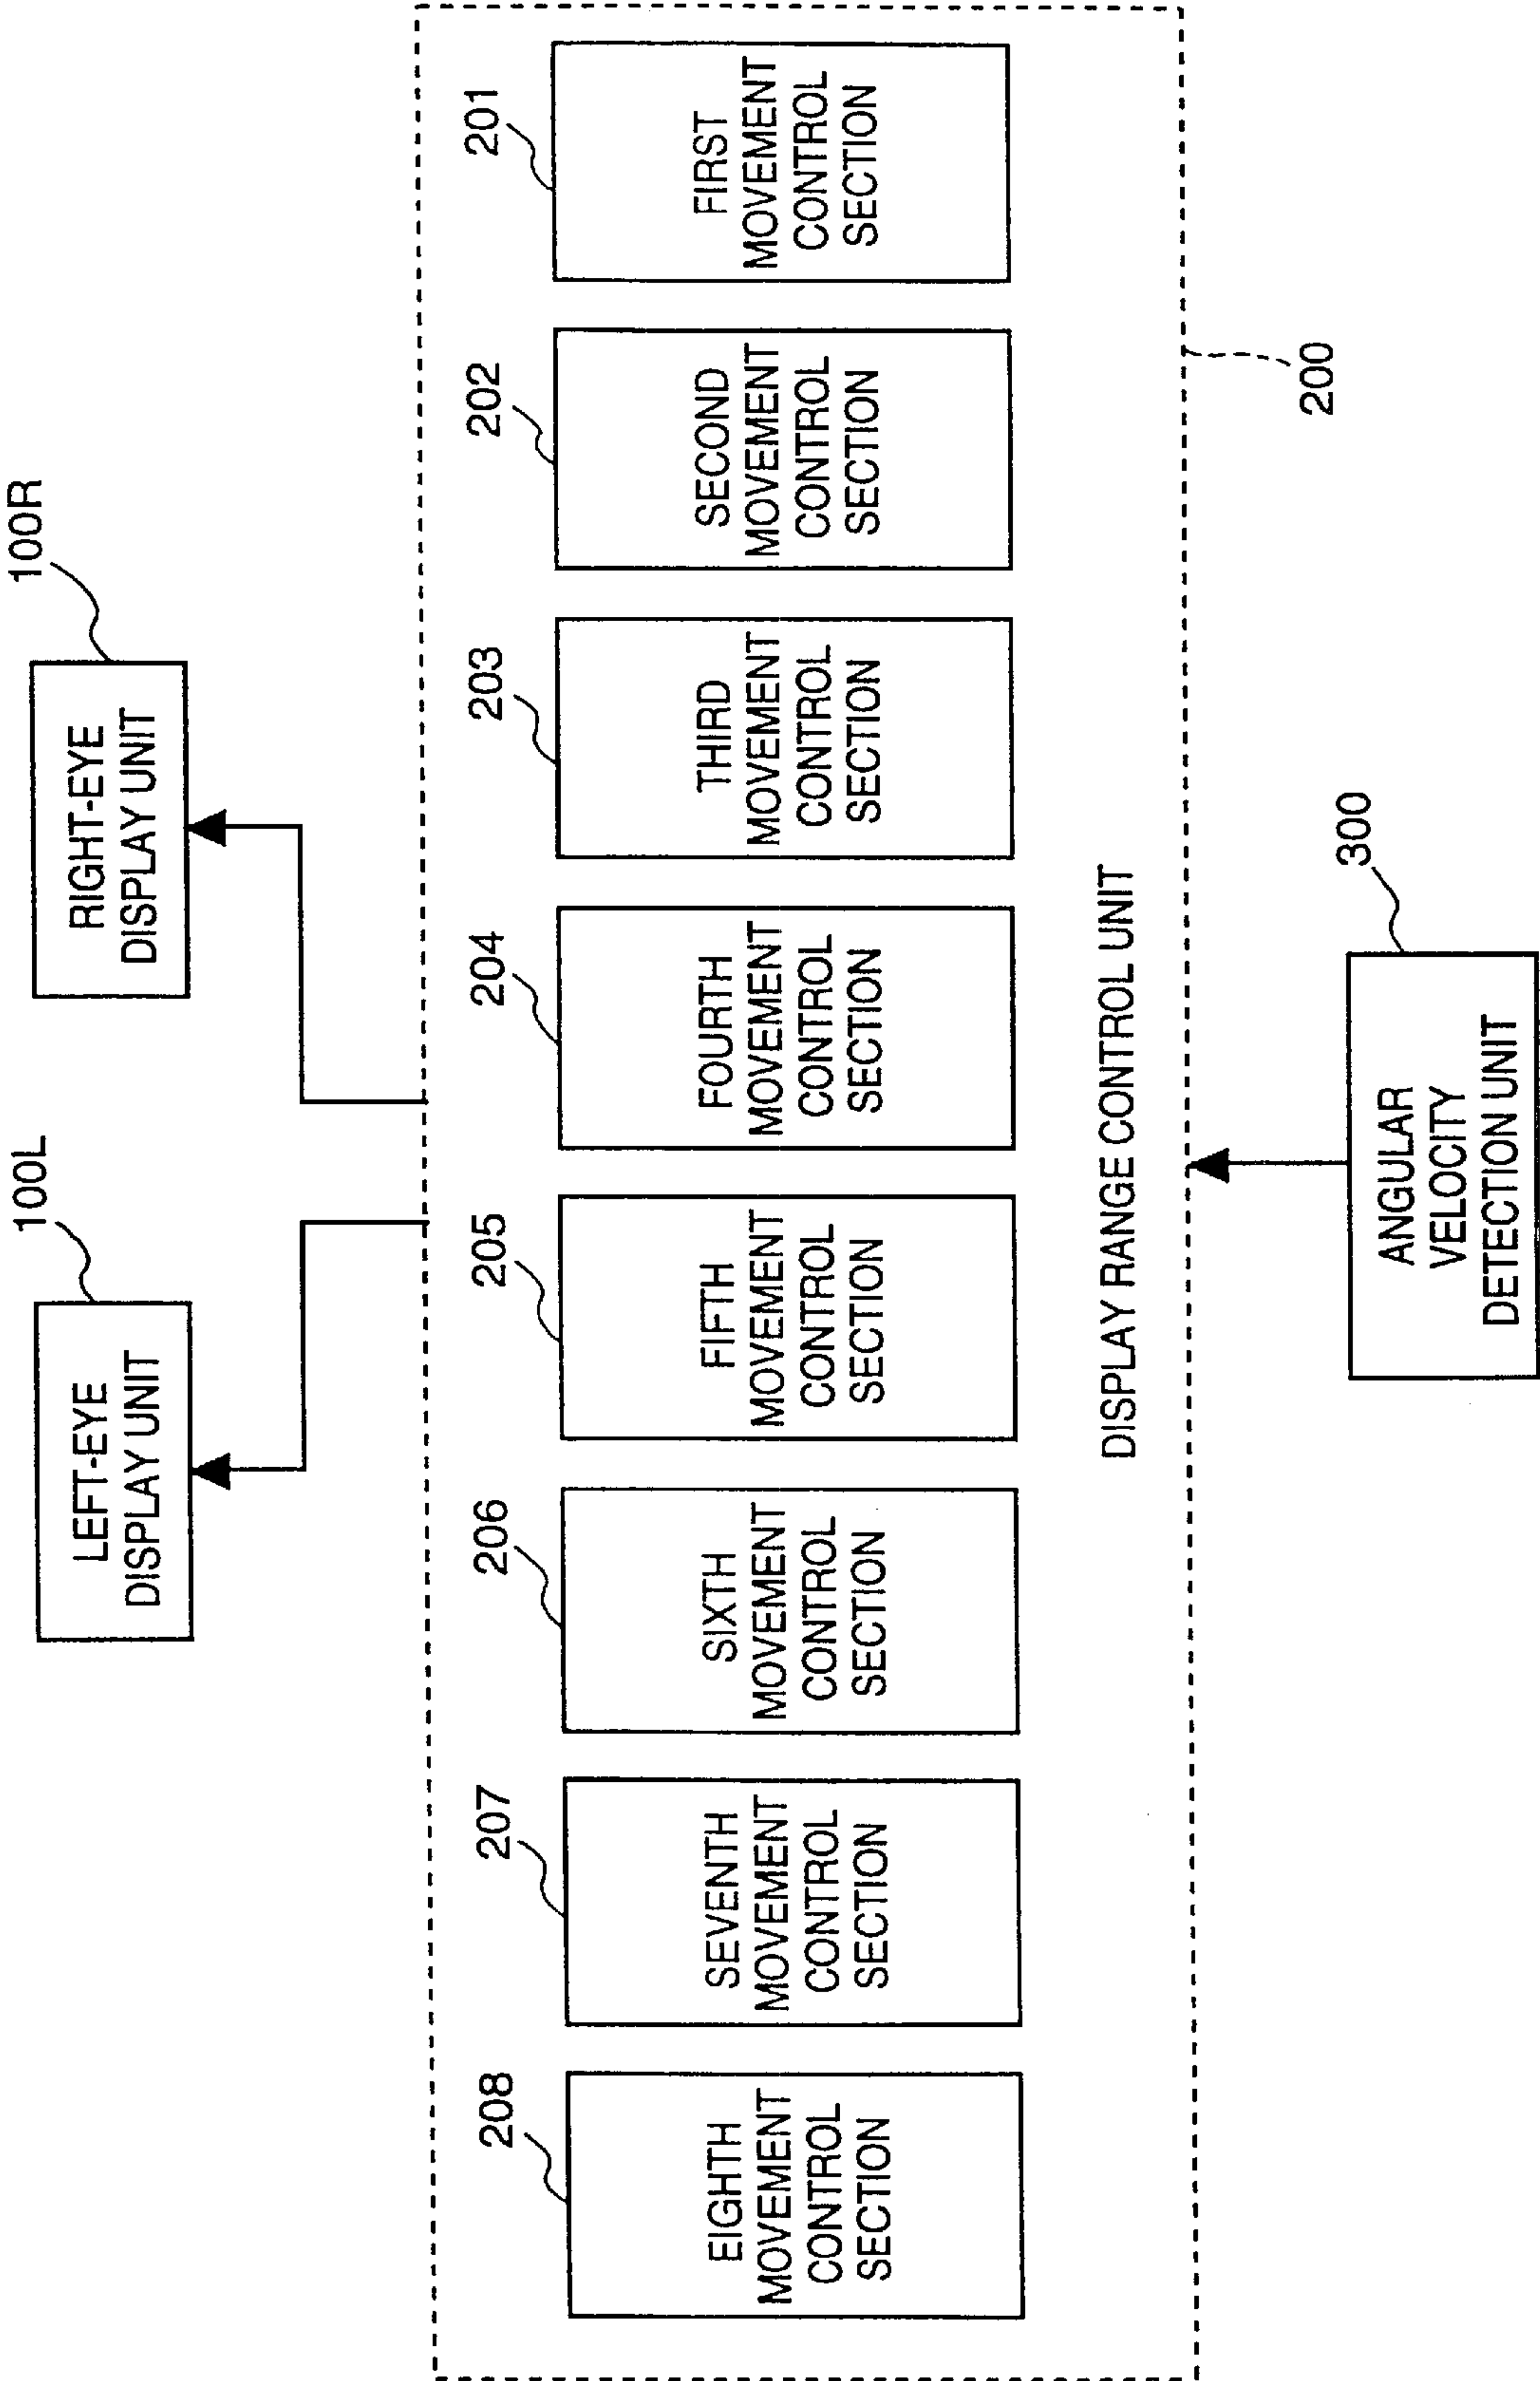 100L
100R
LEFT-EYE
DISPLAY UNIT
RIGHT-EYE
DISPLAY UNIT
208
207
206
205
204
203
202
201
EIGHTH
MOVEMENT
CONTROL
SECTION
SEVENTH
MOVEMENT
CONTROL
SECTION
SIXTH
MOVEMENT
CONTROL
SECTION
FIFTH
MOVEMENT
CONTROL
SECTION
FOURTH
MOVEMENT
CONTROL
SECTION
THIRD
MOVEMENT
CONTROL
SECTION
SECOND
MOVEMENT
CONTROL
SECTION
FIRST
MOVEMENT
CONTROL
SECTION
DISPLAY RANGE CONTROL UNIT
200
300
ANGULAR
VELOCITY
DETECTION UNIT